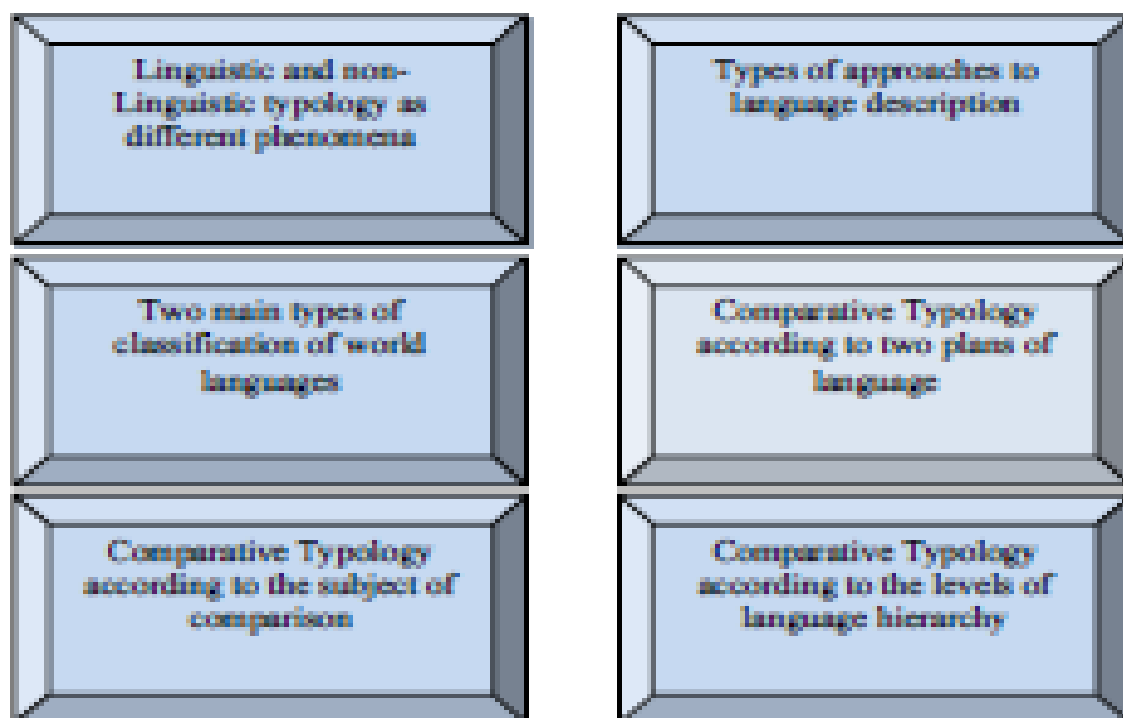 Linguistic and non-
Linguistic typology as
different phenomena
Types of approaches to
language description
Two main types of
classification of world
languages
Comparative Typology
according to two plans of
language
Comparative Typology
according to the subject of
comparison
Comparative Typology
according to the levels of
language hierarchy